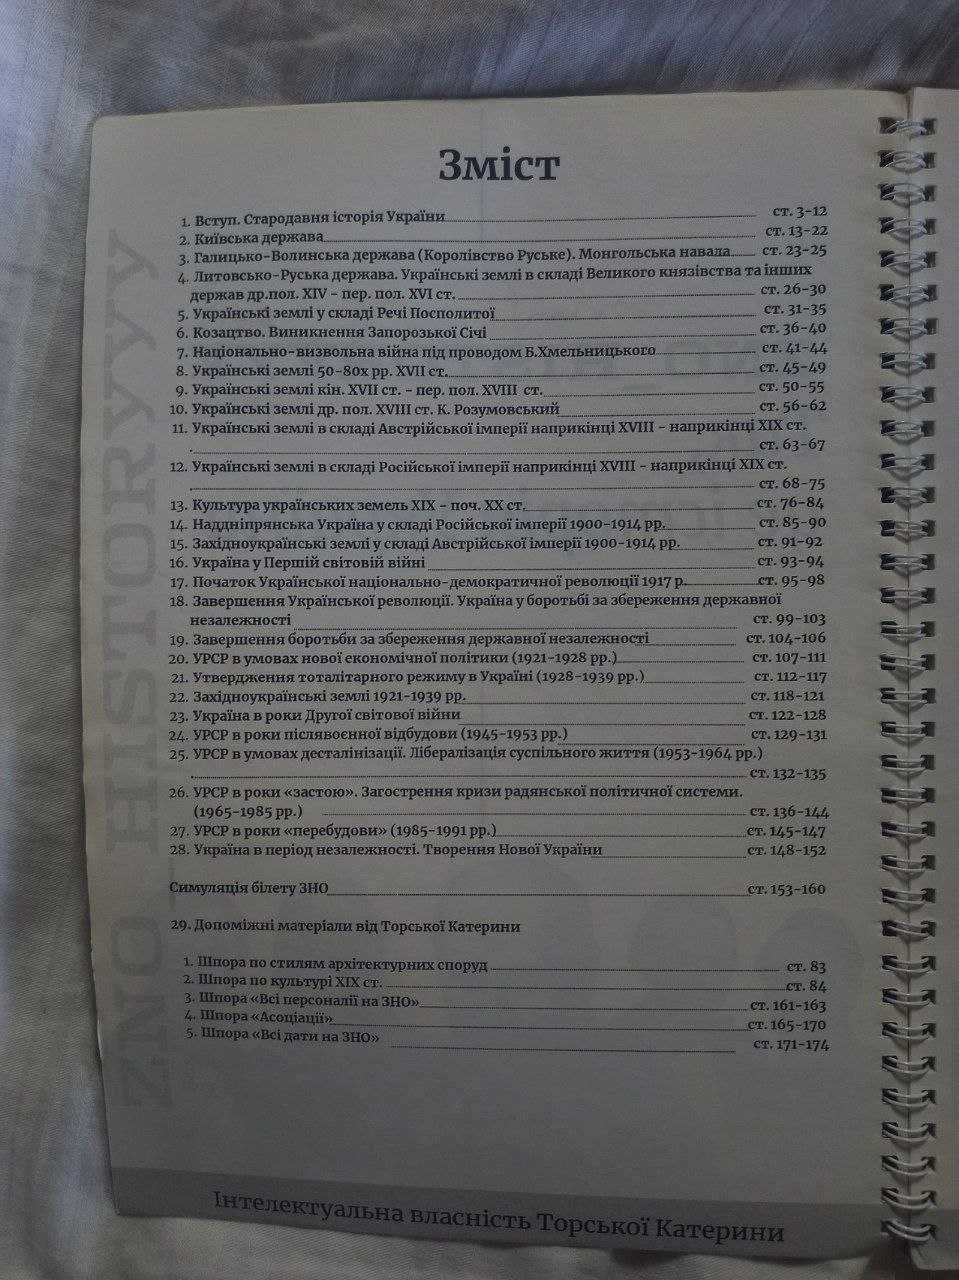 Зміст
1. Вступ. Стародавня історія України ст. 3-12
2. Київська держава ст. 13-22
3. Галицько-Волинська держава (Королівство Руське). Монгольська навала ст. 23-25
4. Литовсько-Руська держава. Українські землі в складі Великого князівства та інших
держав др.пол. XIV - пер. пол. XVI ст. ст. 26-30
5. Українські землі у складі Речі Посполитої ст. 31-35
6. Козацтво. Виникнення Запорозької Січі ст. 36-40
7. Національно-визвольна війна під проводом Б.Хмельницького ст. 41-44
8. Українські землі 50-80х рр. XVII ст. ст. 45-49
9. Українські землі кін. XVII ст. - пер. пол. XVIII ст. ст. 50-55
10. Українські землі др. пол. XVIII ст. К. Розумовський ст. 56-62
11. Українські землі в складі Австрійської імперії наприкінці XVIII - наприкінці XIX ст.
ст. 63-67
12. Українські землі в складі Російської імперії наприкінці XVIII - наприкінці XIX ст.
ст. 68-75
13. Культура українських земель XIX - поч. XX ст. ст. 76-84
14. Наддніпрянська Україна у складі Російської імперії 1900-1914 рр. ст. 85-90
15. Західноукраїнські землі у складі Австрійської імперії 1900-1914 рр. ст. 91-92
16. Україна у Першій світовій війні ст. 93-94
17. Початок Української національно-демократичної революції 1917 р. ст. 95-98
18. Завершення Української революції. Україна у боротьбі за збереження державної
незалежності ст. 99-103
19. Завершення боротьби за збереження державної незалежності ст. 104-106
20. УРСР в умовах нової економічної політики (1921-1928 рр.) ст. 107-111
21. Утвердження тоталітарного режиму в Україні (1928-1939 рр.) ст. 112-117
22. Західноукраїнські землі 1921-1939 рр. ст. 118-121
23. Україна в роки Другої світової війни ст. 122-128
24. УРСР в роки післявоєнної відбудови (1945-1953 рр.) ст. 129-131
25. УРСР в умовах десталінізації. Лібералізація суспільного життя (1953-1964 рр.)
ст. 132-135
26. УРСР в роки «застою». Загострення кризи радянської політичної системи.
(1965-1985 рр.) ст. 136-144
27. УРСР в роки «перебудови» (1985-1991 рр.) ст. 145-147
28. Україна в період незалежності. Творення Нової України ст. 148-152
Симуляція білету ЗНО ст. 153-160
29. Допоміжні матеріали від Торської Катерини
1. Шпора по стилям архітектурних споруд ст. 83
2. Шпора по культурі XIX ст. ст. 84
3. Шпора «Всі персоналії на ЗНО» ст. 161-163
4. Шпора «Асоціації» ст. 165-170
5. Шпора «Всі дати на ЗНО» ст. 171-174
ZNO_HISTORYYY
Інтелектуальна власність Торської Катерини